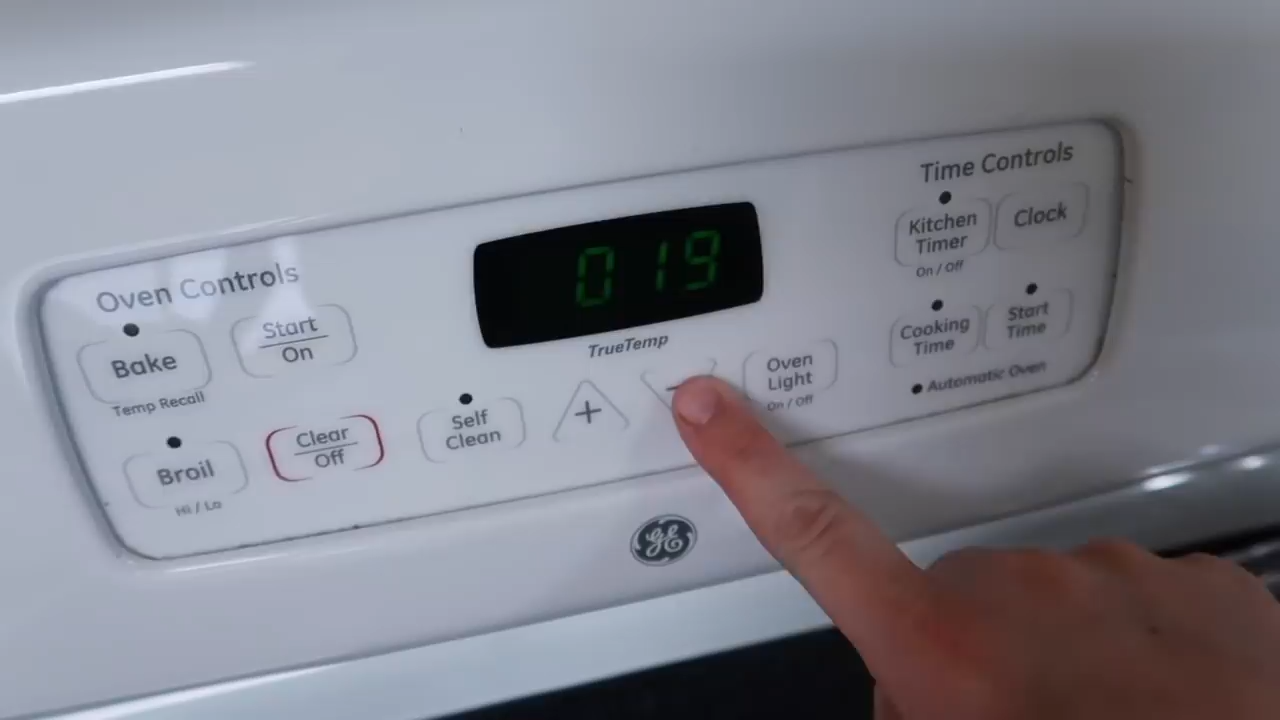 Oven Controls
Bake
Temp Recall
Start
On
Broil
Hi / Lo
Clear
Off
Self
Clean
019
TrueTemp
+
−
Oven
Light
On / Off
GE
Time Controls
Kitchen
Timer
On / Off
Clock
Cooking
Time
Start
Time
Automatic Oven